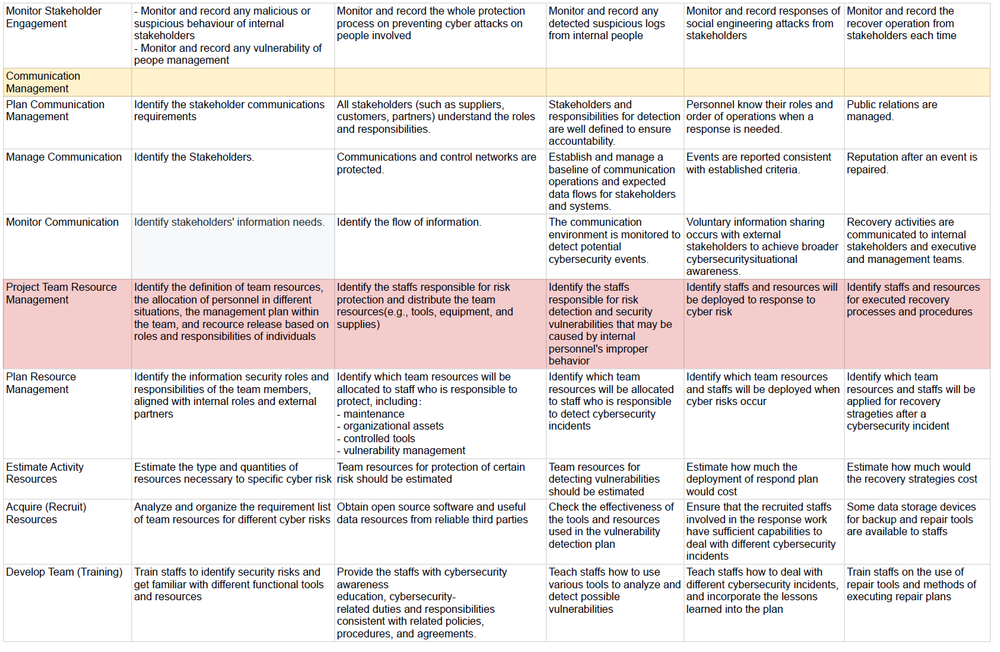 Monitor Stakeholder
Engagement
- Monitor and record any malicious or
suspicious behaviour of internal
stakeholders
- Monitor and record any vulnerability of
peope management
Monitor and record the whole protection
process on preventing cyber attacks on
people involved
Monitor and record any
detected suspicious logs
from internal people
Monitor and record responses of
social engineering attacks from
stakeholders
Monitor and record the
recover operation from
stakeholders each time
Communication
Management
Plan Communication
Management
Identify the stakeholder communications
requirements
All stakeholders (such as suppliers,
customers, partners) understand the roles
and responsibilities.
Stakeholders and
responsibilities for detection
are well defined to ensure
accountability.
Personnel know their roles and
order of operations when a
response is needed.
Public relations are
managed.
Manage Communication
Identify the Stakeholders.
Communications and control networks are
protected.
Establish and manage a
baseline of communication
operations and expected
data flows for stakeholders
and systems.
Events are reported consistent
with established criteria.
Reputation after an event is
repaired.
Monitor Communication
Identify stakeholders' information needs.
Identify the flow of information.
The communication
environment is monitored to
detect potential
cybersecurity events.
Voluntary information sharing
occurs with external
stakeholders to achieve broader
cybersecuritysituational
awareness.
Recovery activities are
communicated to internal
stakeholders and executive
and management teams.
Project Team Resource
Management
Identify the definition of team resources,
the allocation of personnel in different
situations, the management plan within
the team, and recource release based on
roles and responsibilities of individuals
Identify the staffs responsible for risk
protection and distribute the team
resources(e.g., tools, equipment, and
supplies)
Identify the staffs
responsible for risk
detection and security
vulnerabilities that may be
caused by internal
personnel's improper
behavior
Identify staffs and resources will
be deployed to response to
cyber risk
Identify staffs and resources
for executed recovery
processes and procedures
Plan Resource
Management
Identify the information security roles and
responsibilities of the team members,
aligned with internal roles and external
partners
Identify which team resources will be
allocated to staff who is responsible to
protect, including：
- maintenance
- organizational assets
- controlled tools
- vulnerability management
Identify which team
resources will be allocated
to staff who is responsible
to detect cybersecurity
incidents
Identify which team resources
and staffs will be deployed when
cyber risks occur
Identify which team
resources and staffs will be
applied for recovery
strageties after a
cybersecurity incident
Estimate Activity
Resources
Estimate the type and quantities of
resources necessary to specific cyber risk
Team resources for protection of certain
risk should be estimated
Team resources for
detecting vulnerabilities
should be estimated
Estimate how much the
deployment of respond plan
would cost
Estimate how much would
the recovery strategies cost
Acquire (Recruit)
Resources
Analyze and organize the requirement list
of team resources for different cyber risks
Obtain open source software and useful
data resources from reliable third parties
Check the effectiveness of
the tools and resources
used in the vulnerability
detection plan
Ensure that the recruited staffs
involved in the response work
have sufficient capabilities to
deal with different cybersecurity
incidents
Some data storage devices
for backup and repair tools
are available to staffs
Develop Team (Training)
Train staffs to identify security risks and
get familiar with different functional tools
and resources
Provide the staffs with cybersecurity
awareness
education, cybersecurity-
related duties and responsibilities
consistent with related policies,
procedures, and agreements.
Teach staffs how to use
various tools to analyze and
detect possible
vulnerabilities
Teach staffs how to deal with
different cybersecurity incidents,
and incorporate the lessons
learned into the plan
Train staffs on the use of
repair tools and methods of
executing repair plans